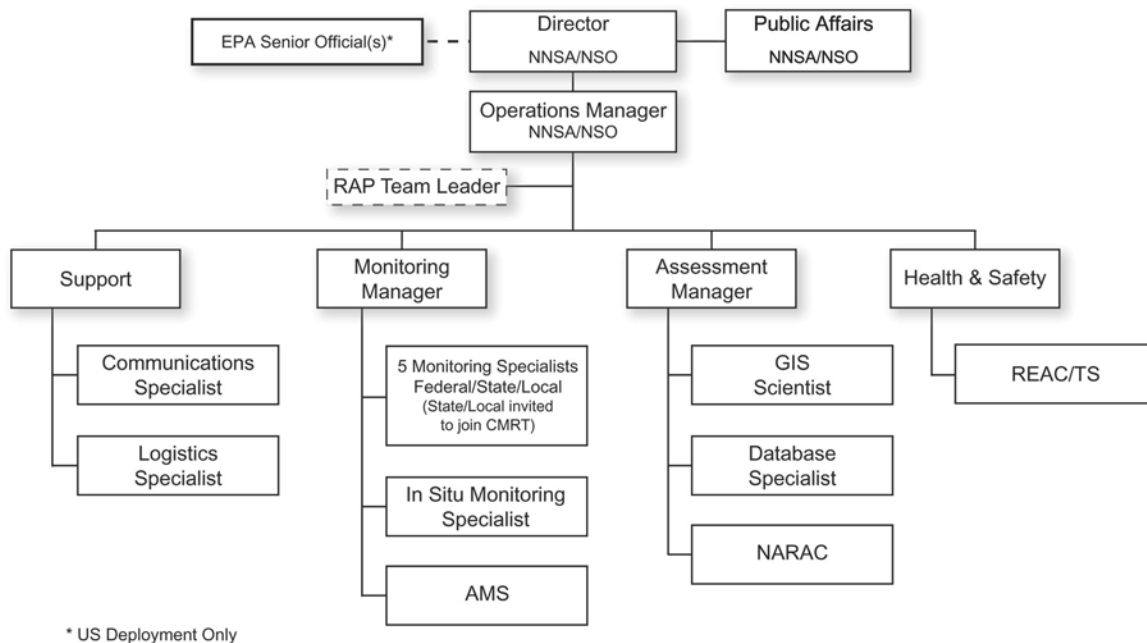 EPA Senior Official(s)*
Director
NNSA/NSO
Public Affairs
NNSA/NSO
Operations Manager
NNSA/NSO
RAP Team Leader
Support
Monitoring
Manager
Assessment
Manager
Health & Safety
Communications
Specialist
Logistics
Specialist
5 Monitoring Specialists
Federal/State/Local
(State/Local invited
to join CMRT)
In Situ Monitoring
Specialist
AMS
GIS
Scientist
Database
Specialist
NARAC
REAC/TS
* US Deployment Only